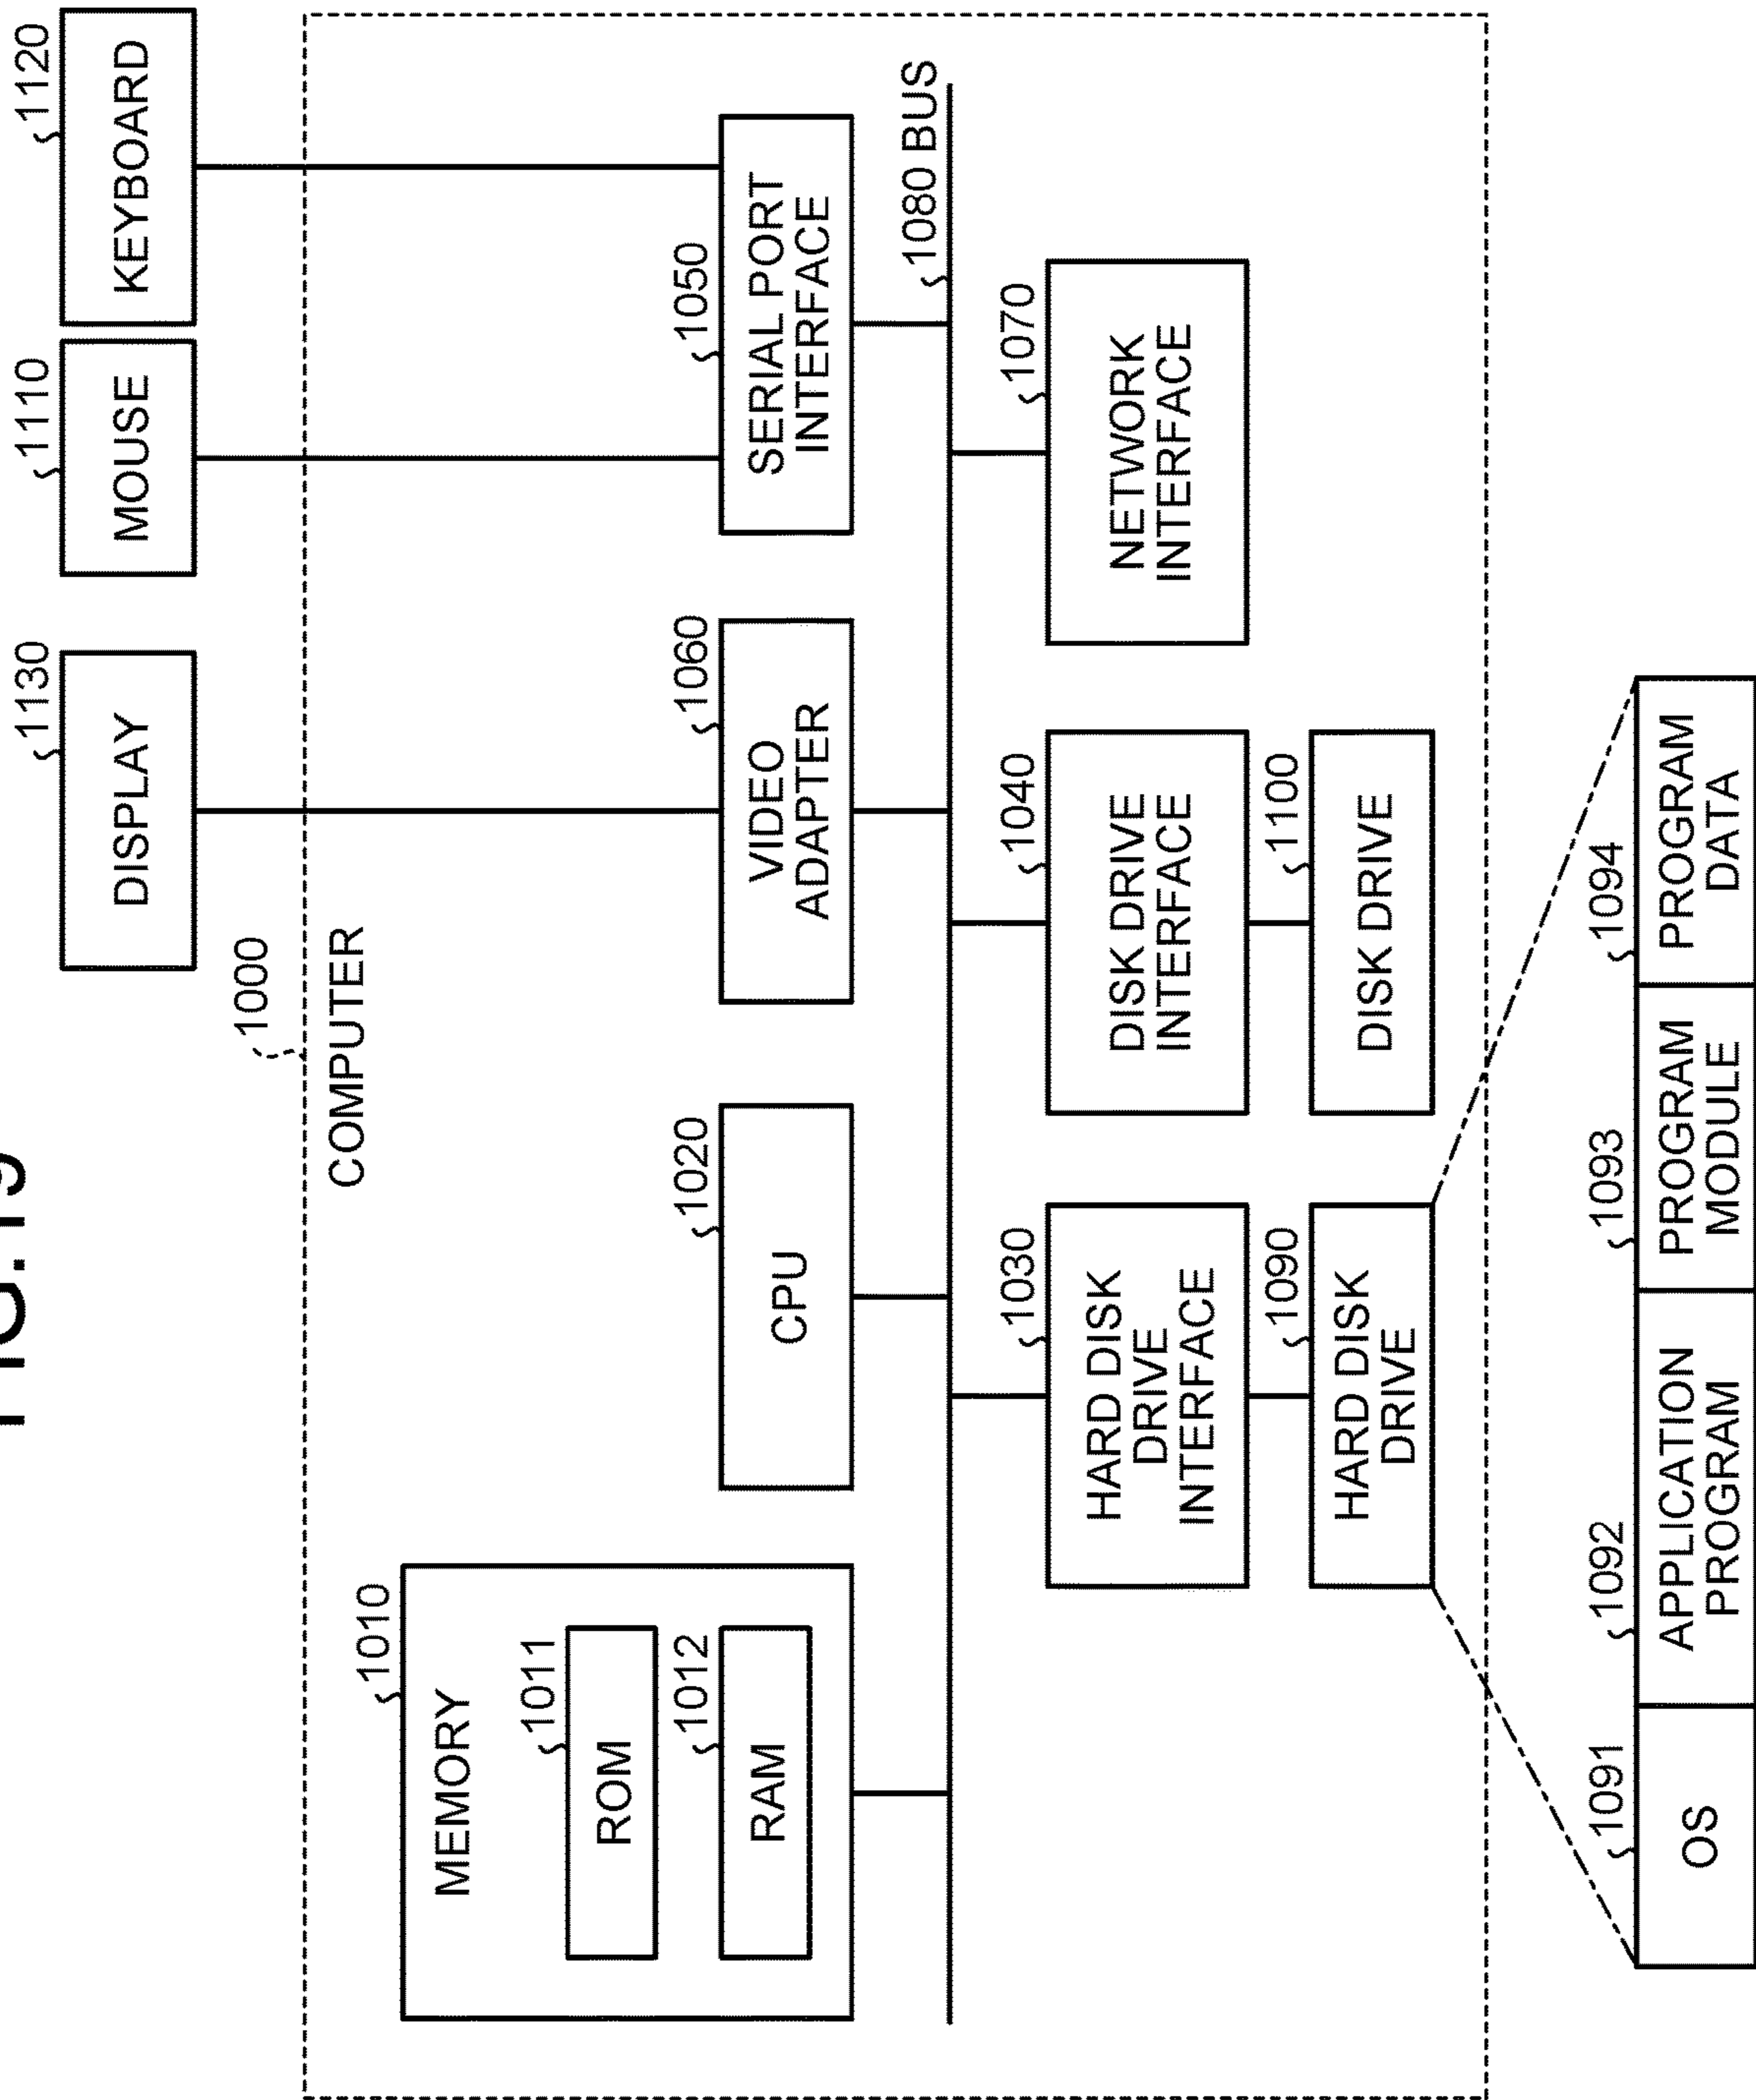 FIG.19
1130
DISPLAY
1110
MOUSE
1120
KEYBOARD
1000
COMPUTER
1010
MEMORY
1011
ROM
1012
RAM
1020
CPU
1060
VIDEO
ADAPTER
1050
SERIAL PORT
INTERFACE
1080 BUS
1030
HARD DISK
DRIVE
INTERFACE
1040
DISK DRIVE
INTERFACE
1070
NETWORK
INTERFACE
1090
HARD DISK
DRIVE
1100
DISK DRIVE
1091
OS
1092
APPLICATION
PROGRAM
1093
PROGRAM
MODULE
1094
PROGRAM
DATA